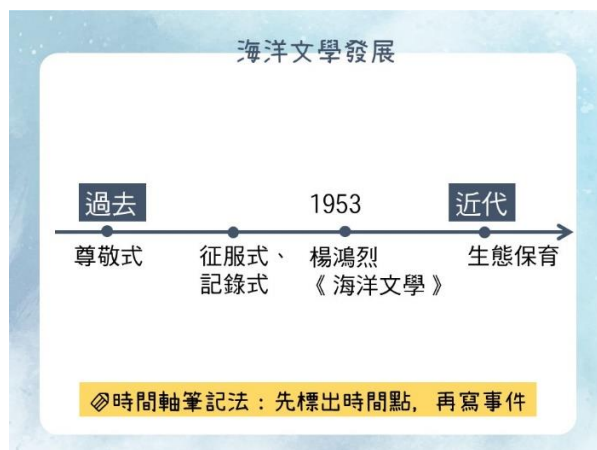 海洋文學發展
過去
1953
近代
尊敬式
征服式、
記錄式
楊鴻烈
《海洋文學》
生態保育
時間軸筆記法：先標出時間點，再寫事件